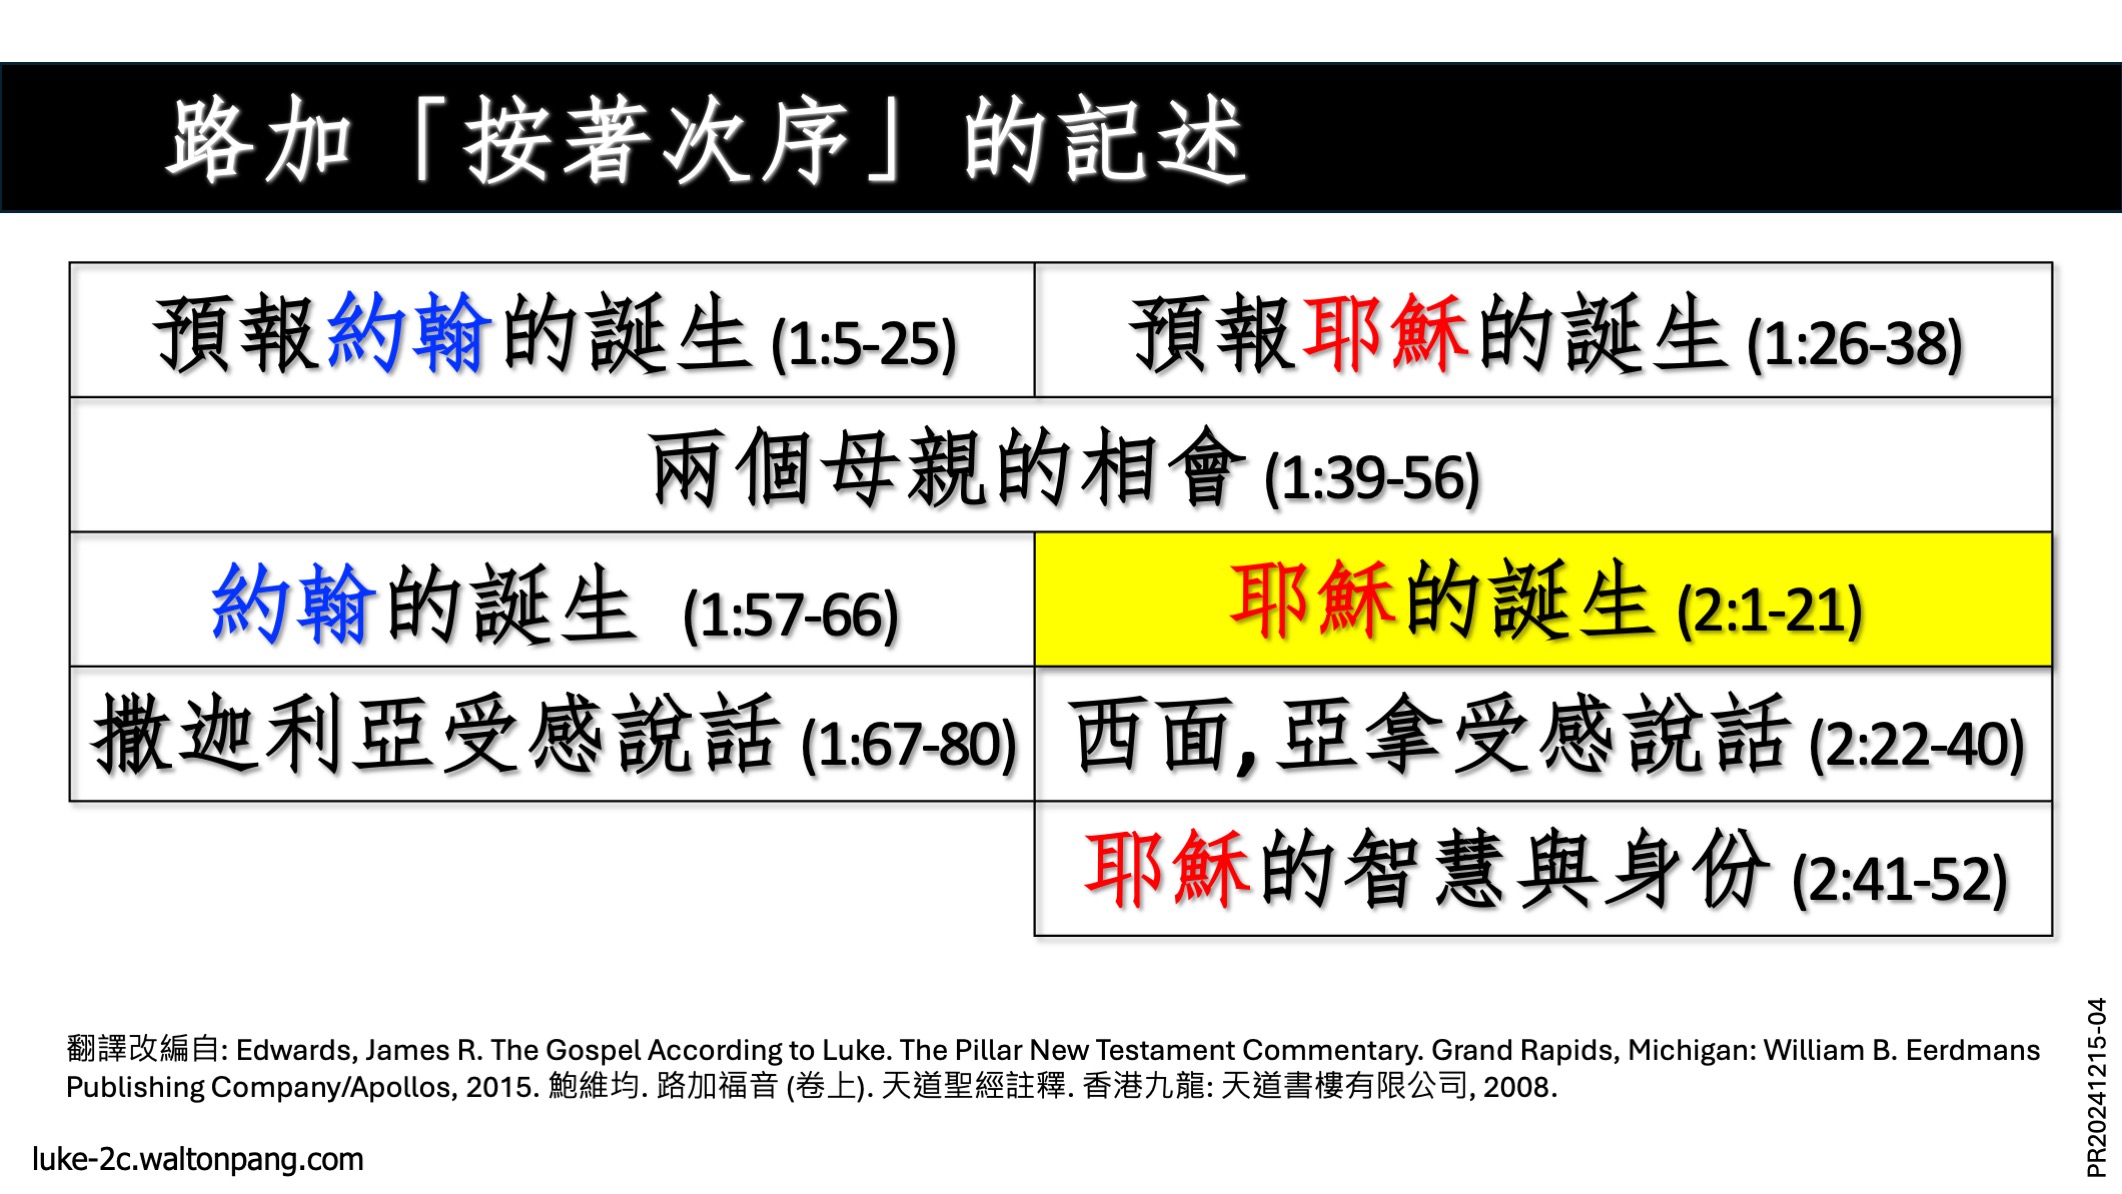 路加「按著次序」的記述
預報約翰的誕生 (1:5-25)
預報耶穌的誕生 (1:26-38)
兩個母親的相會 (1:39-56)
約翰的誕生 (1:57-66)
耶穌的誕生 (2:1-21)
撒迦利亞受感說話 (1:67-80)
西面, 亞拿受感說話 (2:22-40)
耶穌的智慧與身份 (2:41-52)
翻譯改編自: Edwards, James R. The Gospel According to Luke. The Pillar New Testament Commentary. Grand Rapids, Michigan: William B. Eerdmans
Publishing Company/Apollos, 2015. 鮑維均. 路加福音 (卷上). 天道聖經註釋. 香港九龍: 天道書樓有限公司, 2008.
luke-2c.waltonpang.com
PR20241215-04